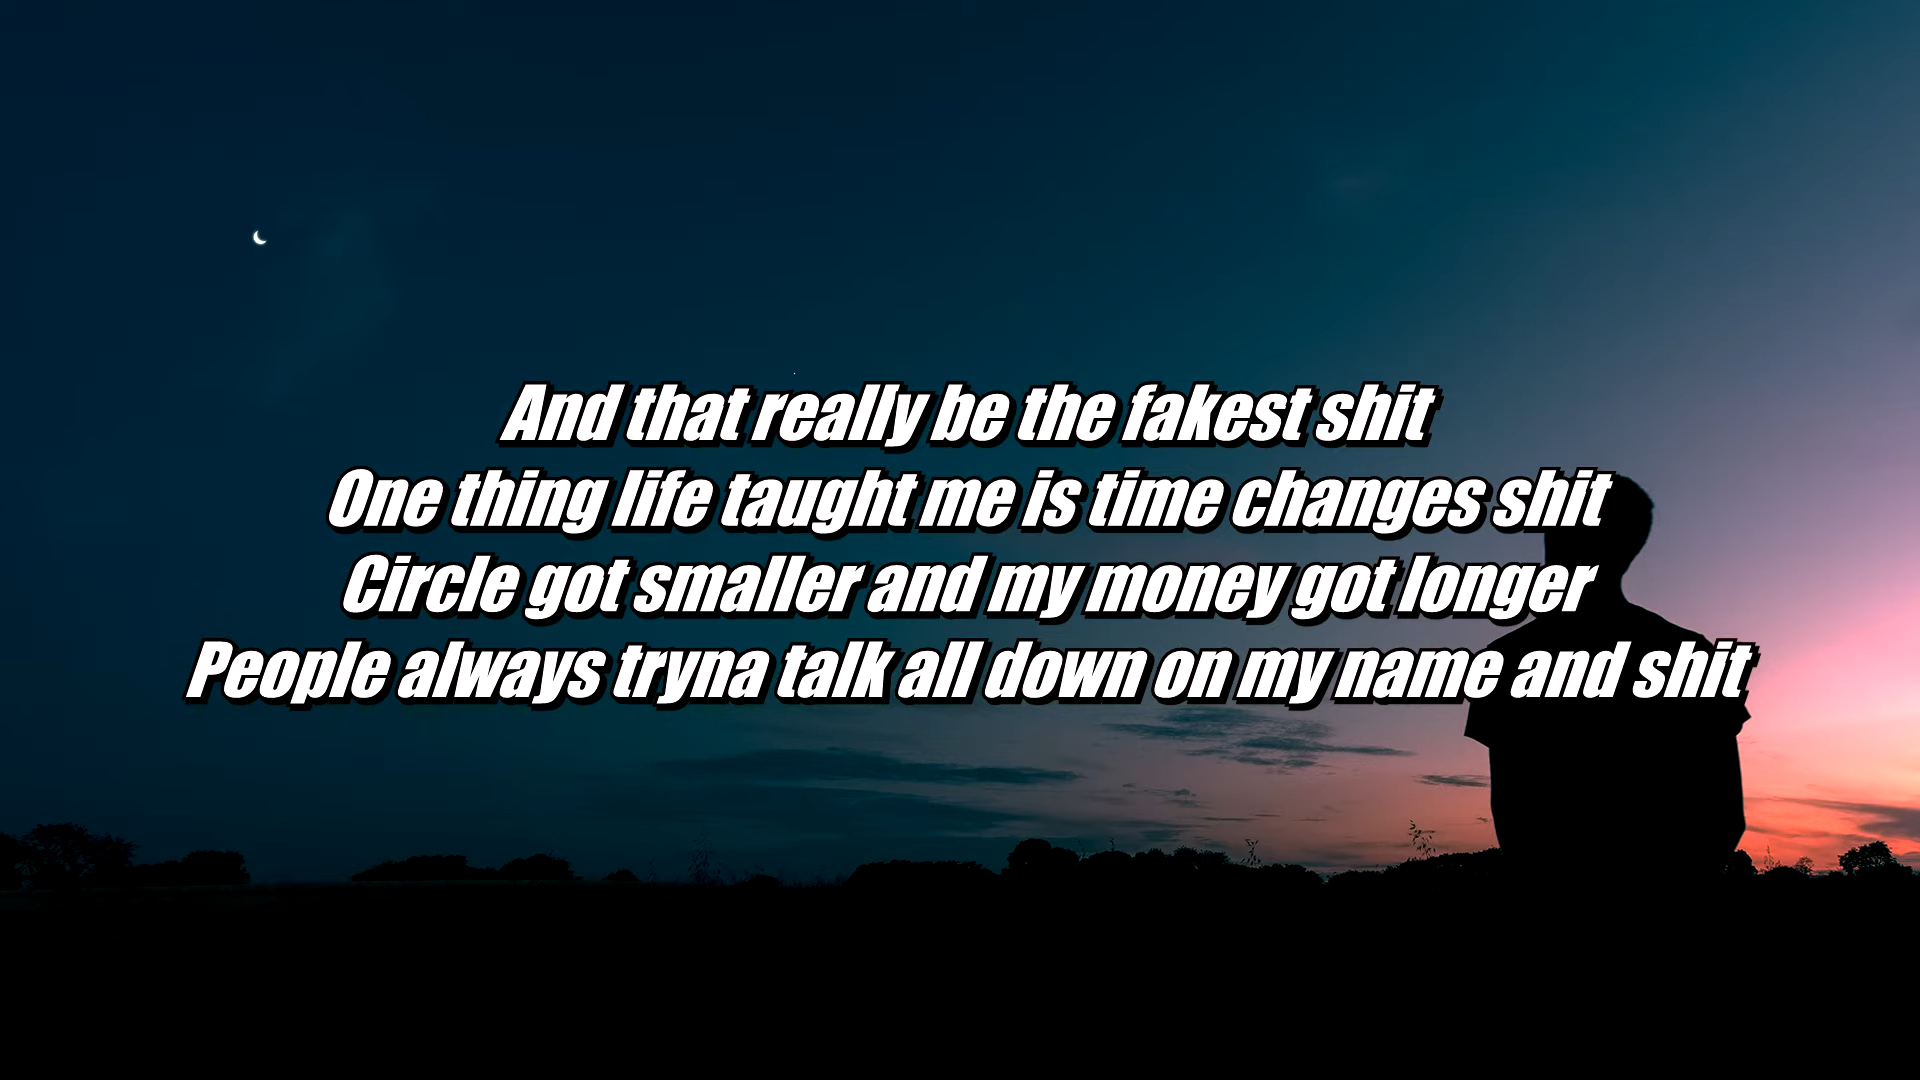 And that really be the fakest shit
One thing life taught me is time changes shit
Circle got smaller and my money got longer
People always tryna talk all down on my name and shit